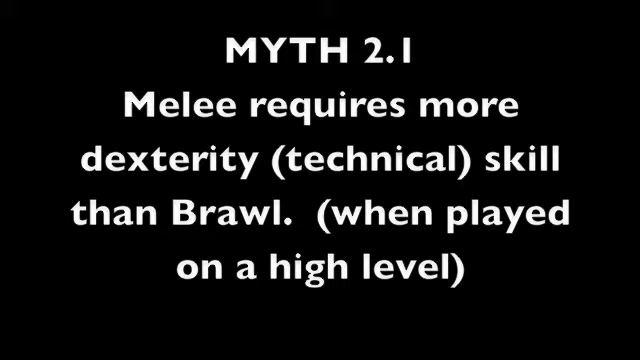 MYTH 2.1
Melee requires more
dexterity (technical) skill
than Brawl.  (when played
on a high level)